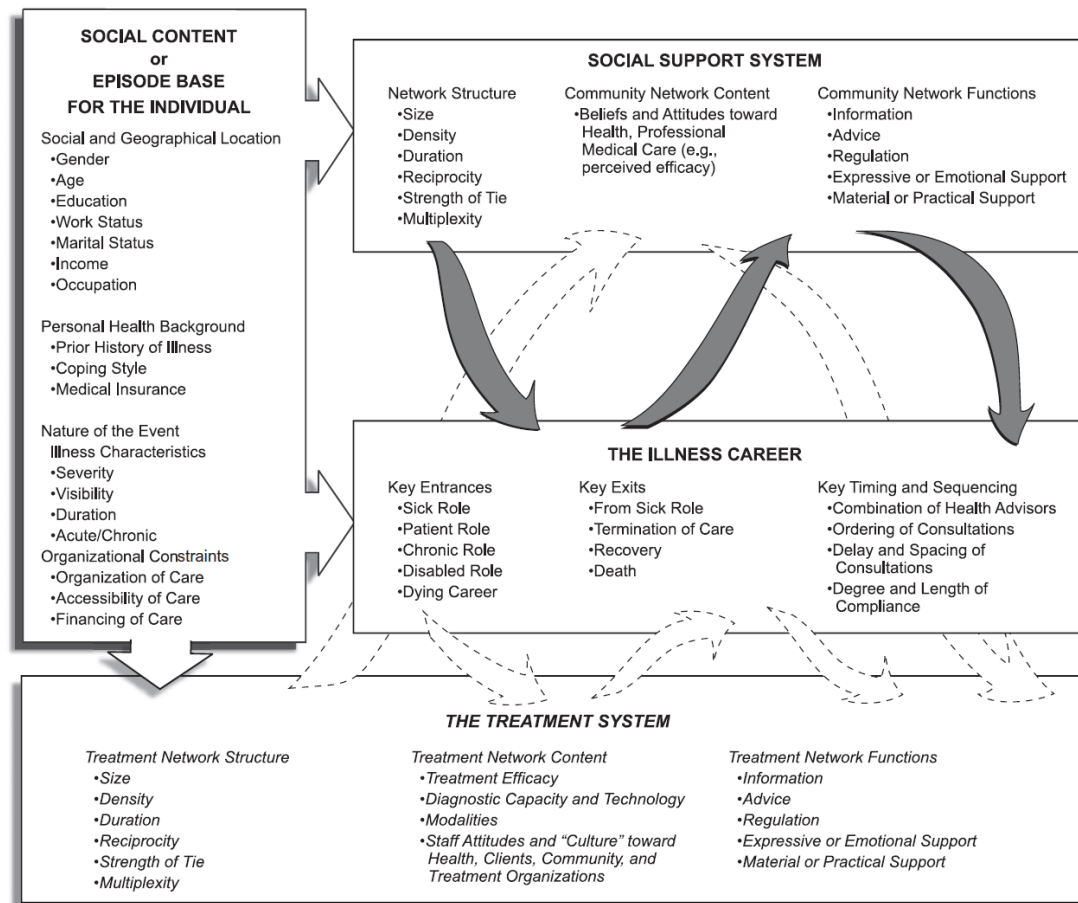 SOCIAL CONTENT
or
EPISODE BASE
FOR THE INDIVIDUAL
Social and Geographical Location
•Gender
•Age
•Education
•Work Status
•Marital Status
•Income
•Occupation
Personal Health Background
•Prior History of Illness
•Coping Style
•Medical Insurance
Nature of the Event
Illness Characteristics
•Severity
•Visibility
•Duration
•Acute/Chronic
Organizational Constraints
•Organization of Care
•Accessibility of Care
•Financing of Care
SOCIAL SUPPORT SYSTEM
Network Structure
•Size
•Density
•Duration
•Reciprocity
•Strength of Tie
•Multiplexity
Community Network Content
•Beliefs and Attitudes toward
Health, Professional
Medical Care (e.g.,
perceived efficacy)
Community Network Functions
•Information
•Advice
•Regulation
•Expressive or Emotional Support
•Material or Practical Support
THE ILLNESS CAREER
Key Entrances
•Sick Role
•Patient Role
•Chronic Role
•Disabled Role
•Dying Career
Key Exits
•From Sick Role
•Termination of Care
•Recovery
•Death
Key Timing and Sequencing
•Combination of Health Advisors
•Ordering of Consultations
•Delay and Spacing of
Consultations
•Degree and Length of
Compliance
THE TREATMENT SYSTEM
Treatment Network Structure
•Size
•Density
•Duration
•Reciprocity
•Strength of Tie
•Multiplexity
Treatment Network Content
•Treatment Efficacy
•Diagnostic Capacity and Technology
•Modalities
•Staff Attitudes and “Culture” toward
Health, Clients, Community, and
Treatment Organizations
Treatment Network Functions
•Information
•Advice
•Regulation
•Expressive or Emotional Support
•Material or Practical Support